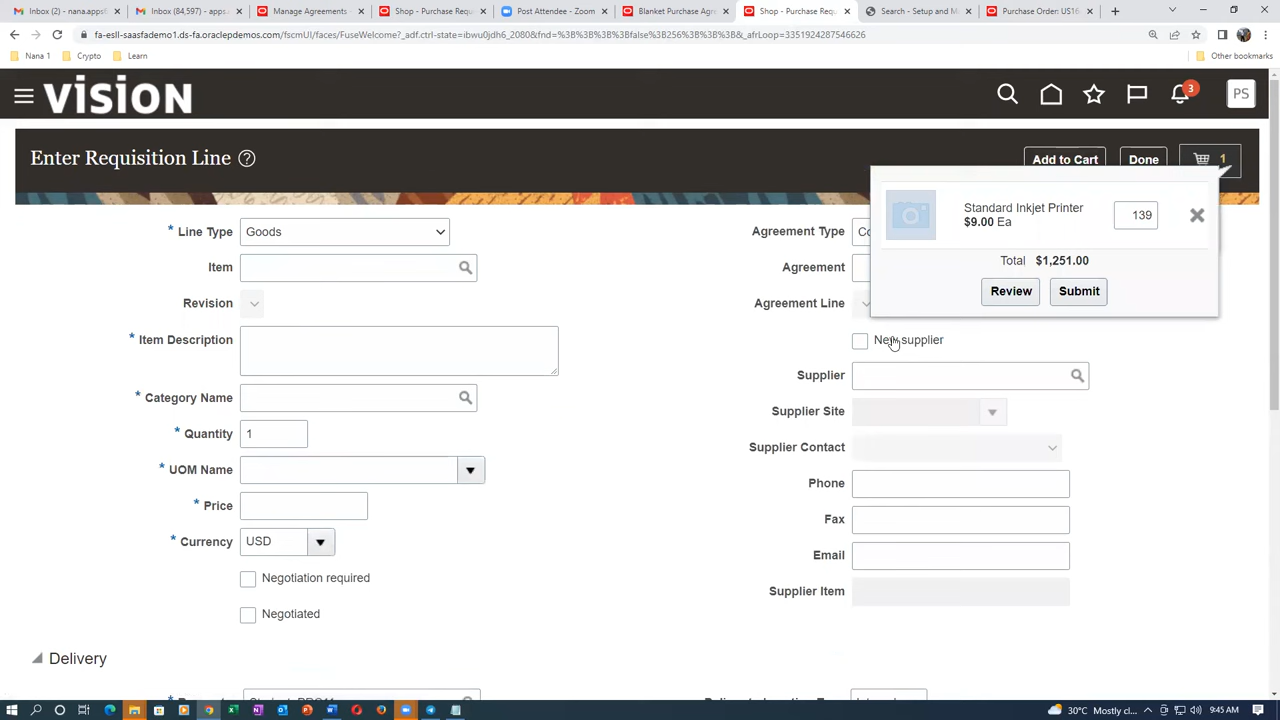 Inbox (2) - nana.appsF
Inbox (84,597) - apps.
Manage Agreements
Shop - Purchase Requ
Post Attendee - Zoom
Blanket Purchase Agre
Shop - Purchase Requ
Search - Setup and Ma
Purchase Order: US16
fa-esll-saasfademo1.ds-fa.oraclepdemos.com/fscmUI/faces/FuseWelcome?_adf.ctrl-state=ibwu0jdh6_2080&fnd=%3B%3B%3B%3Bfalse%3B256%3B%3B%3B&_afrLoop=3351924287546626
Nana 1
Crypto
Learn
Other bookmarks
VISION
3
PS
Enter Requisition Line
Add to Cart
Done
1
Standard Inkjet Printer
$9.00 Ea
139
Total $1,251.00
Review
Submit
* Line Type Goods
Item
Revision
* Item Description
* Category Name
* Quantity 1
* UOM Name
* Price
* Currency USD
Negotiation required
Negotiated
Agreement Type Co
Agreement
Agreement Line
New supplier
Supplier
Supplier Site
Supplier Contact
Phone
Fax
Email
Supplier Item
Delivery
30°C Mostly cl...
9:45 AM